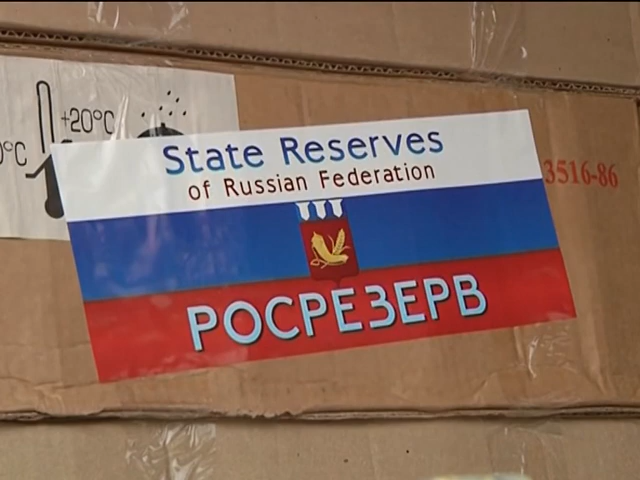 +20°C
°C
State Reserves
of Russian Federation
3516-86
РОСРЕЗЕРВ